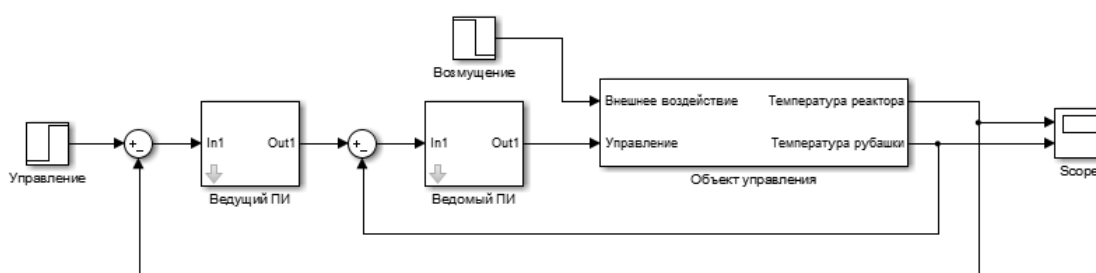 Возмущение
Внешнее воздействие
Температура реактора
In1
Out1
In1
Out1
Управление
Температура рубашки
Управление
Ведущий ПИ
Ведомый ПИ
Объект управления
Scope